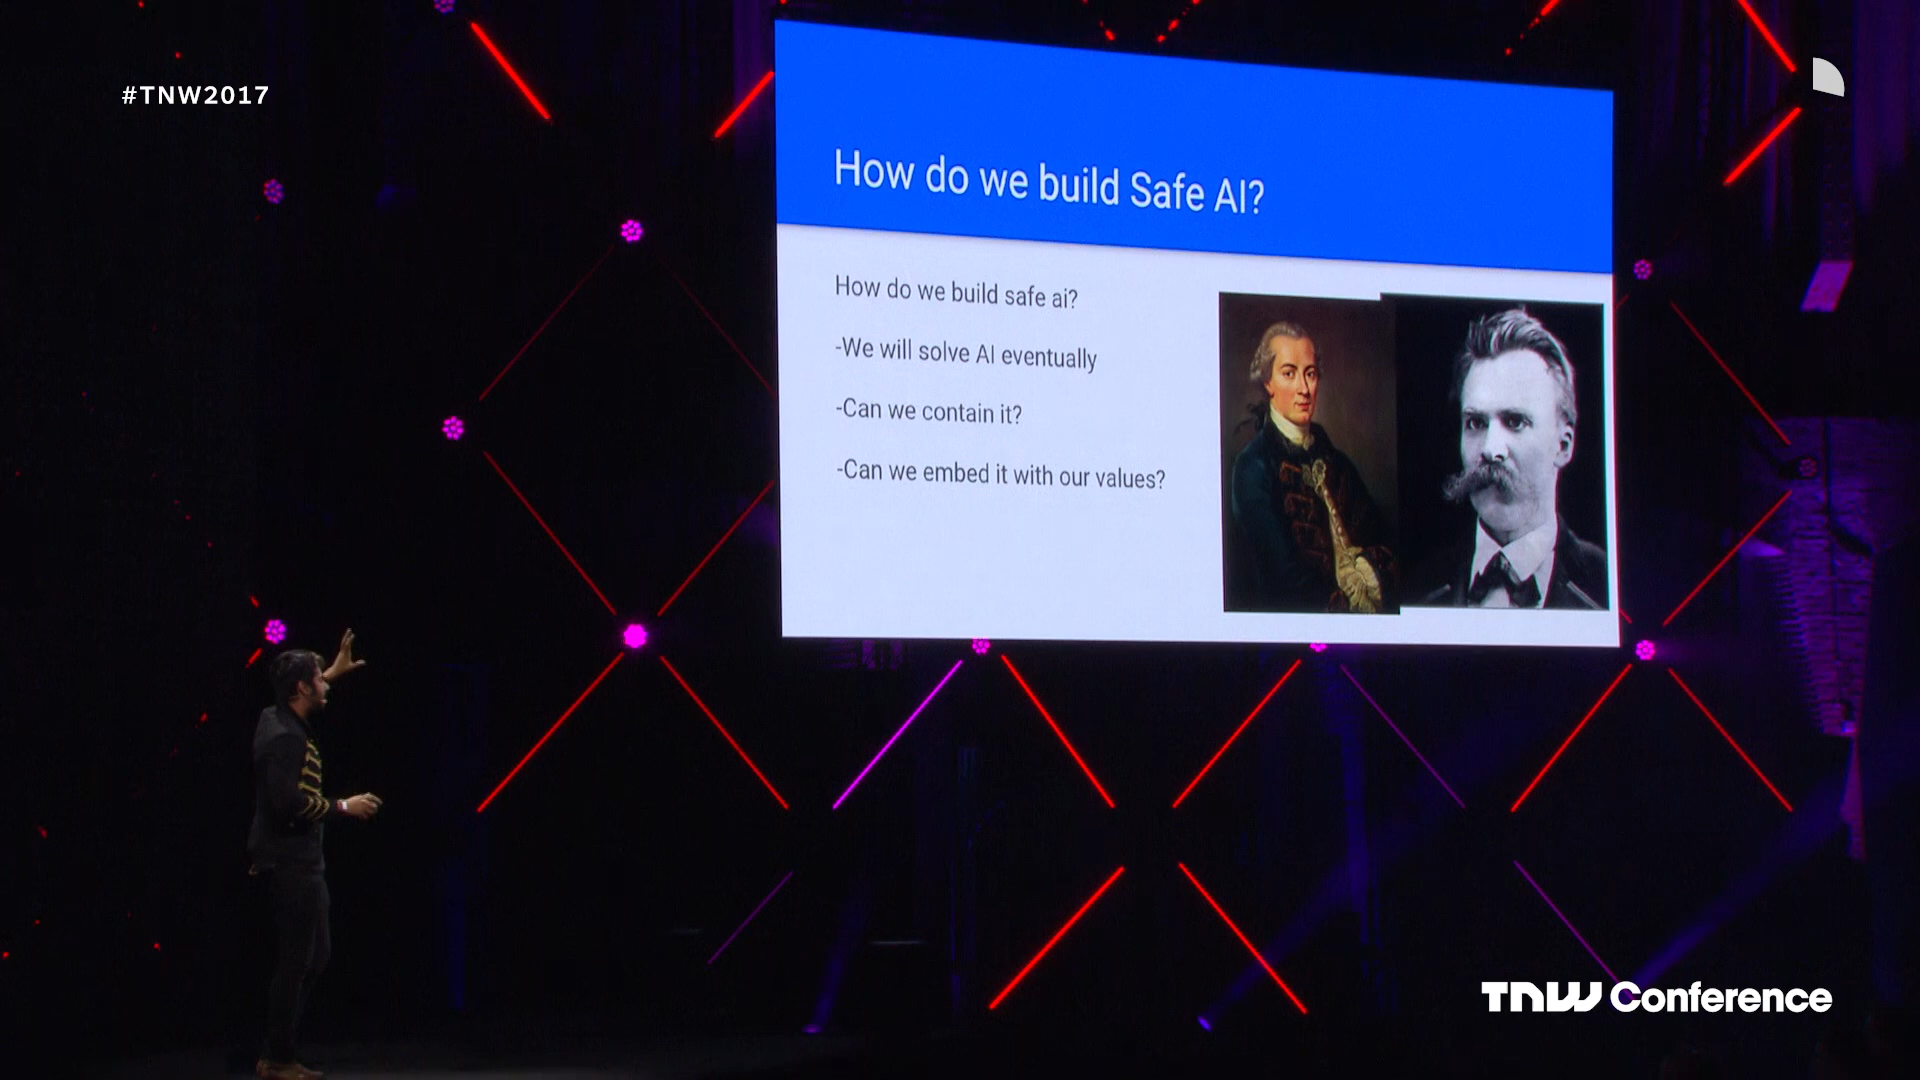 #TNW2017
How do we build Safe AI?
How do we build safe ai?
-We will solve AI eventually
-Can we contain it?
-Can we embed it with our values?
TNW Conference